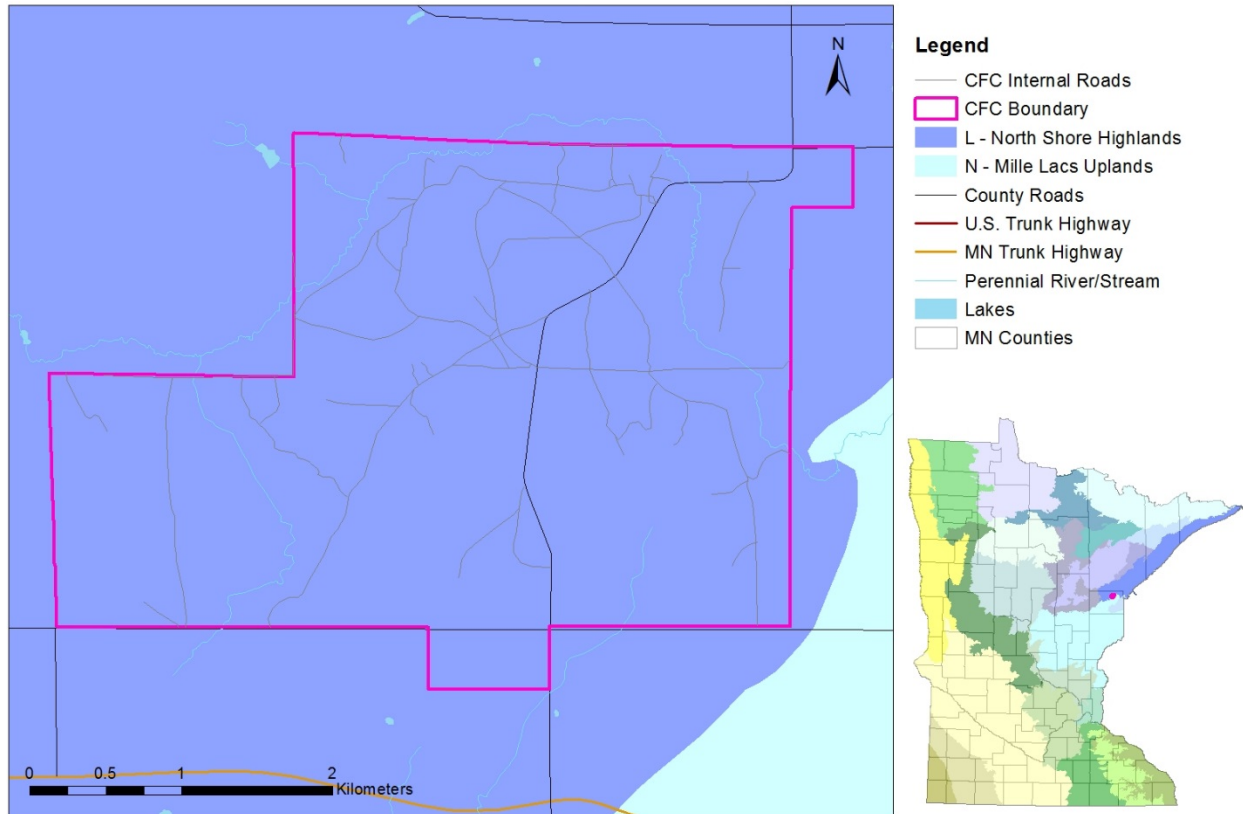 N
0 0.5 1 2
Kilometers
Legend
CFC Internal Roads
CFC Boundary
L - North Shore Highlands
N - Mille Lacs Uplands
County Roads
U.S. Trunk Highway
MN Trunk Highway
Perennial River/Stream
Lakes
MN Counties